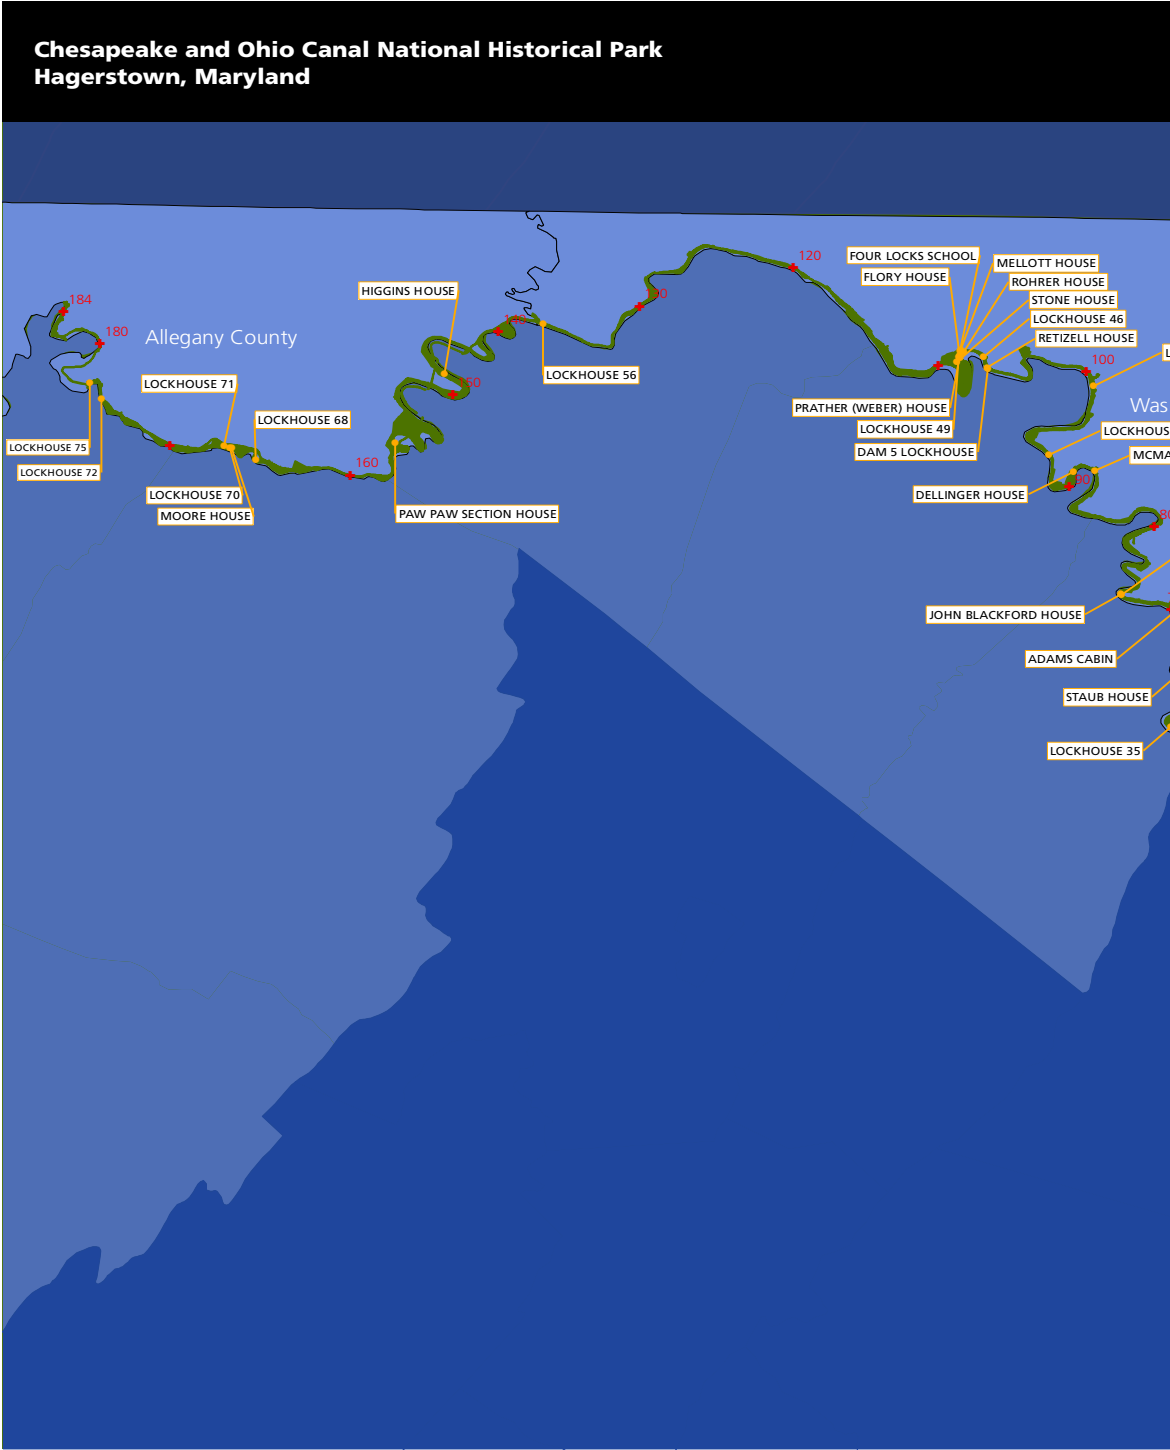 Chesapeake and Ohio Canal National Historical Park
Hagerstown, Maryland
FOUR LOCKS SCHOOL
120
MELLOTT HOUSE
FLORY HOUSE
ROHRER HOUSE
HIGGINS HOUSE
184
STONE HOUSE
LOCKHOUSE 46
180
Allegany County
RETIZELL HOUSE
100
LOCKHOUSE 56
LOCKHOUSE 71
Was
PRATHER (WEBER) HOUSE
LOCKHOUSE 68
LOCKHOUSE 49
LOCKHOUS
LOCKHOUSE 75
DAM 5 LOCKHOUSE
MCMA
160
LOCKHOUSE 72
90
LOCKHOUSE 70
DELLINGER HOUSE
MOORE HOUSE
PAW PAW SECTION HOUSE
JOHN BLACKFORD HOUSE
ADAMS CABIN
STAUB HOUSE
LOCKHOUSE 35